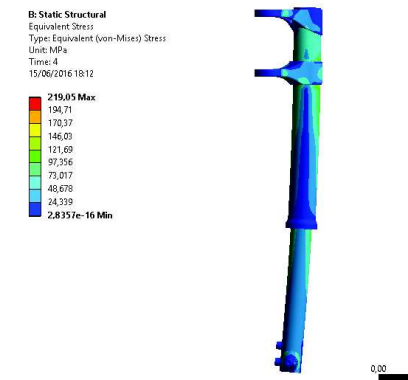 B: Static Structural
Equivalent Stress
Type: Equivalent (von-Mises) Stress
Unit: MPa
Time: 4
15/06/2016 18:12
219,05 Max
194,71
170,37
146,03
121,69
97,356
73,017
48,678
24,339
2,8357e-16 Min
0,00